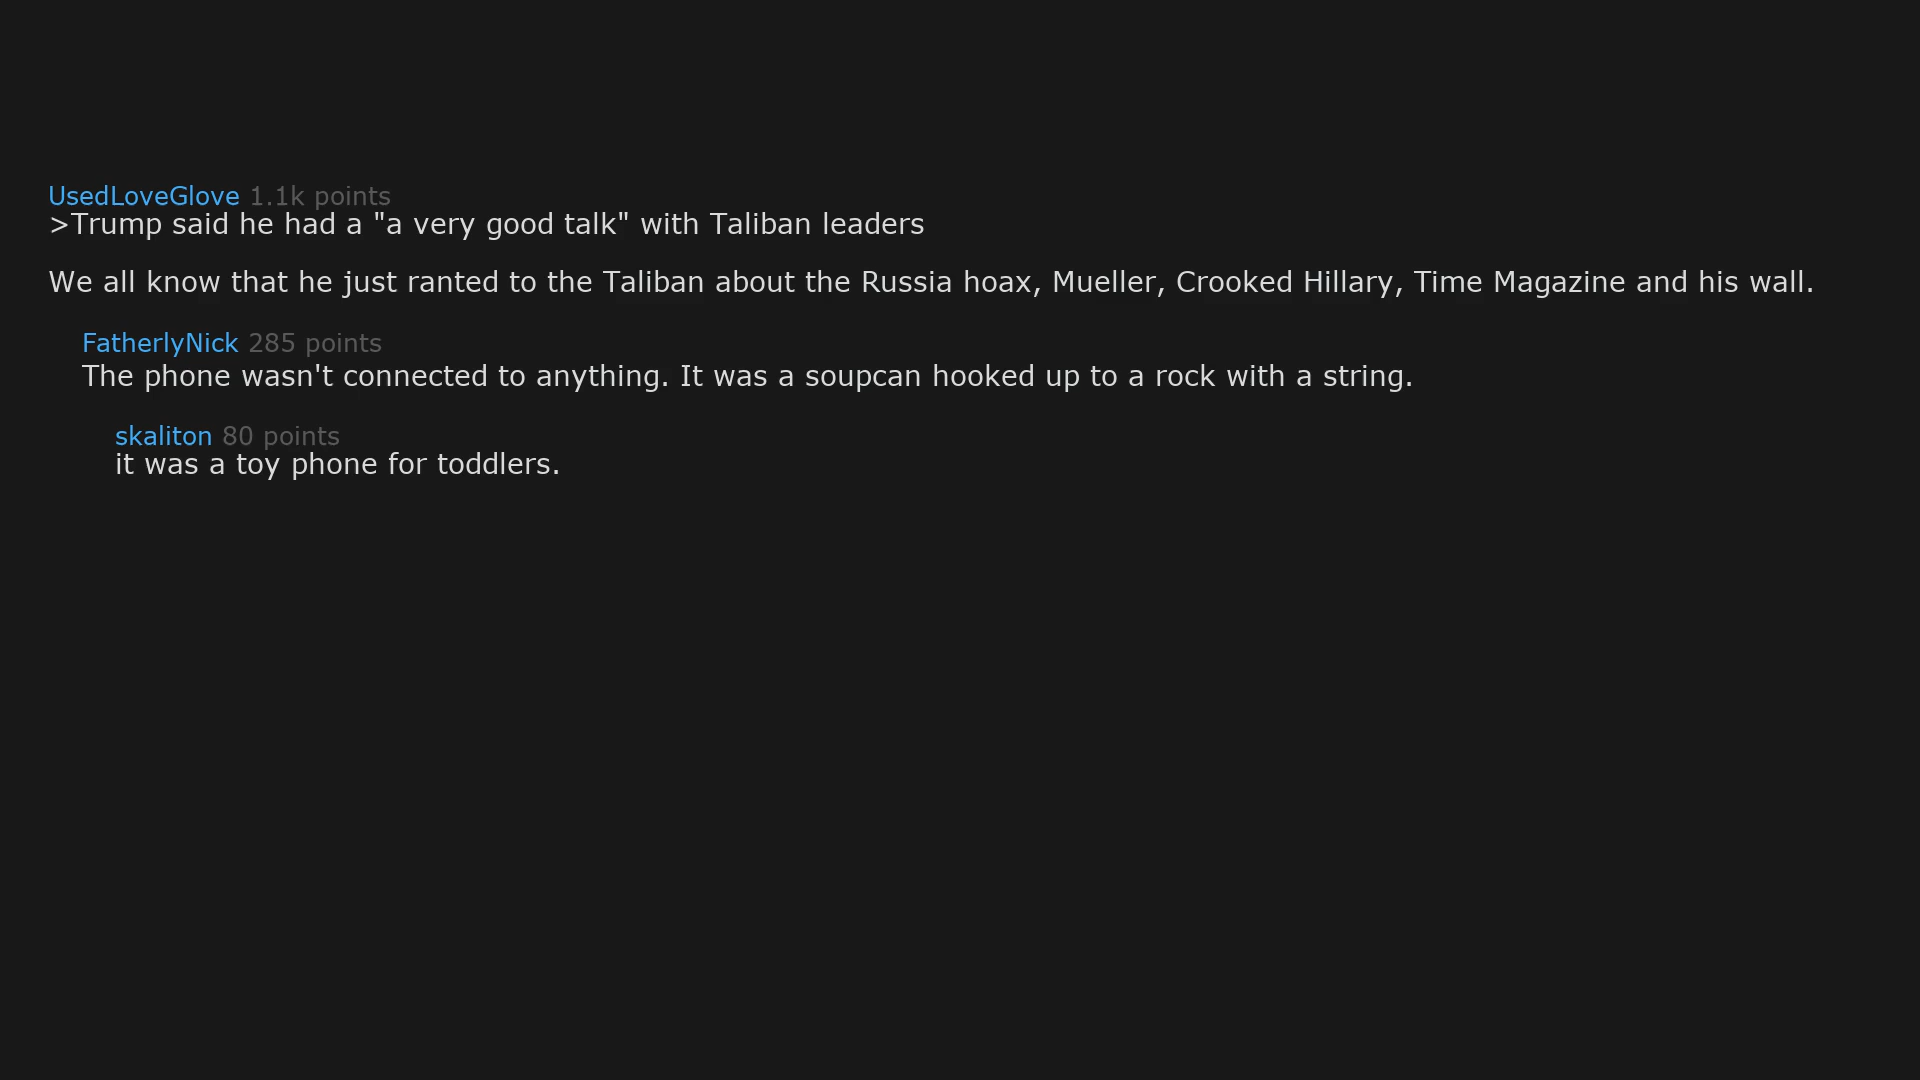 UsedLoveGlove 1.1k points
>Trump said he had a "a very good talk" with Taliban leaders
We all know that he just ranted to the Taliban about the Russia hoax, Mueller, Crooked Hillary, Time Magazine and his wall.
FatherlyNick 285 points
The phone wasn't connected to anything. It was a soupcan hooked up to a rock with a string.
skaliton 80 points
it was a toy phone for toddlers.